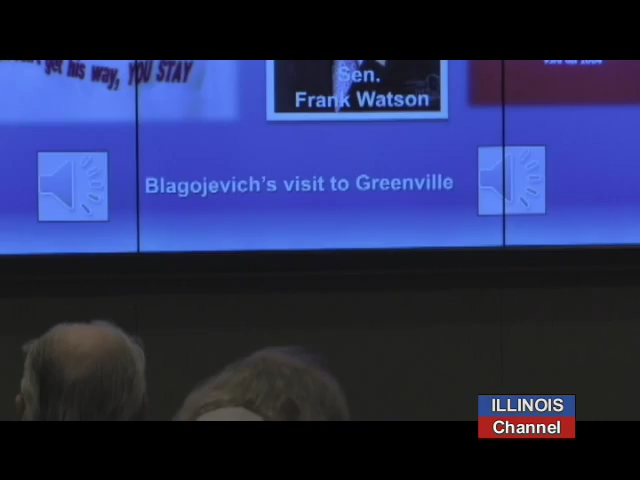 get his way, YOU STAY
Sen.
Frank Watson
Blagojevich's visit to Greenville
ILLINOIS
Channel